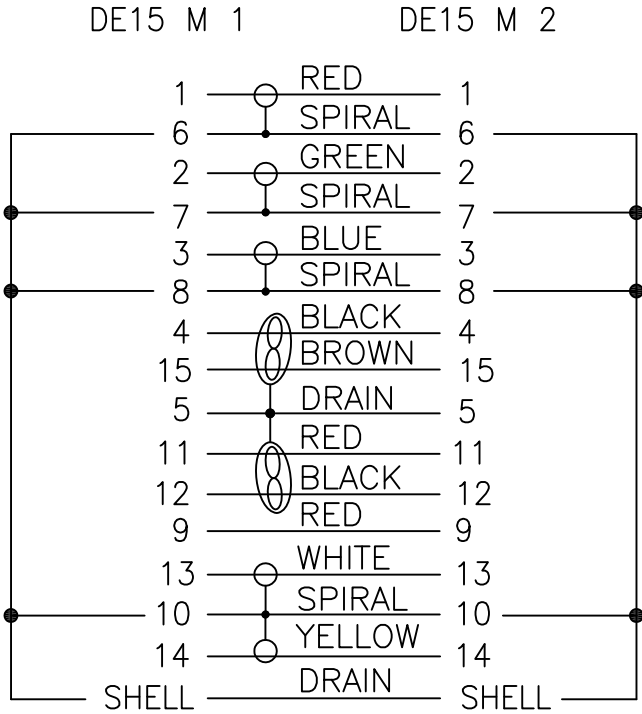 DE15 M 1 DE15 M 2
1 RED 1
6 SPIRAL 6
2 GREEN 2
7 SPIRAL 7
3 BLUE 3
8 SPIRAL 8
4 BLACK 4
15 BROWN 15
5 DRAIN 5
11 RED 11
12 BLACK 12
9 RED 9
13 WHITE 13
10 SPIRAL 10
14 YELLOW 14
SHELL DRAIN SHELL